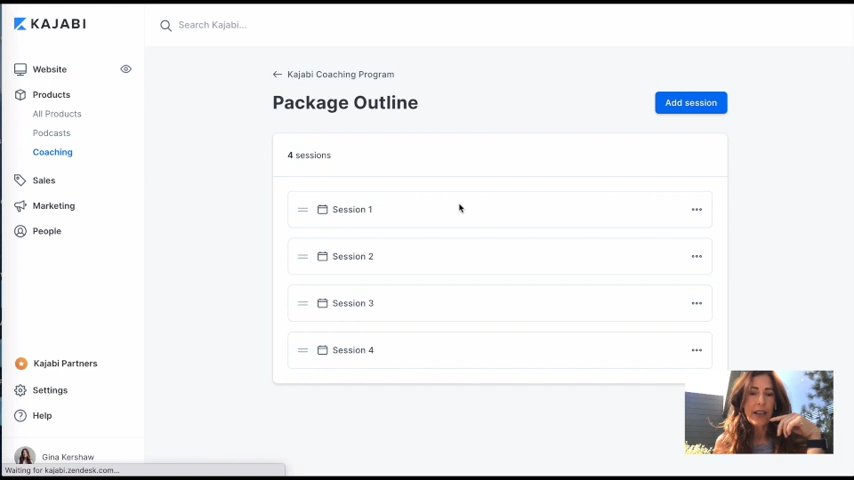 KAJABI
Search Kajabi...
Website
Products
All Products
Podcasts
Coaching
Sales
Marketing
People
Kajabi Partners
Settings
Help
Gina Kershaw
Waiting for kajabi.zendesk.com...
← Kajabi Coaching Program
Package Outline
Add session
4 sessions
Session 1
Session 2
Session 3
Session 4